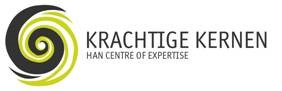 KRACHTIGE KERNEN
HAN CENTRE OF EXPERTISE